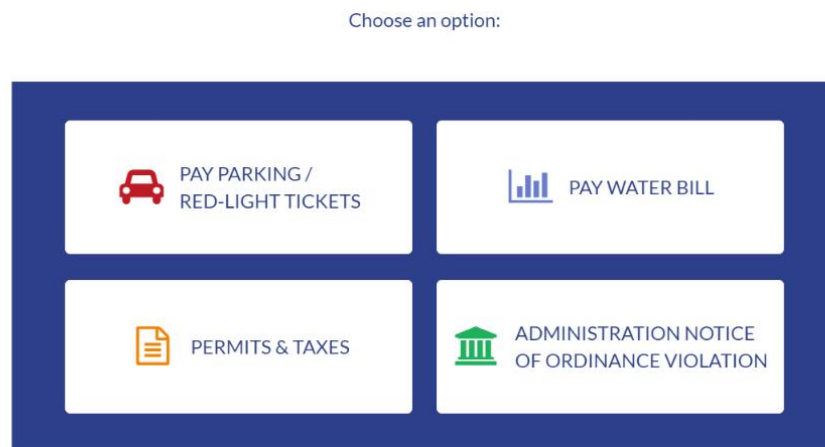 Choose an option:
PAY PARKING /
RED-LIGHT TICKETS
PAY WATER BILL
PERMITS & TAXES
ADMINISTRATION NOTICE
OF ORDINANCE VIOLATION